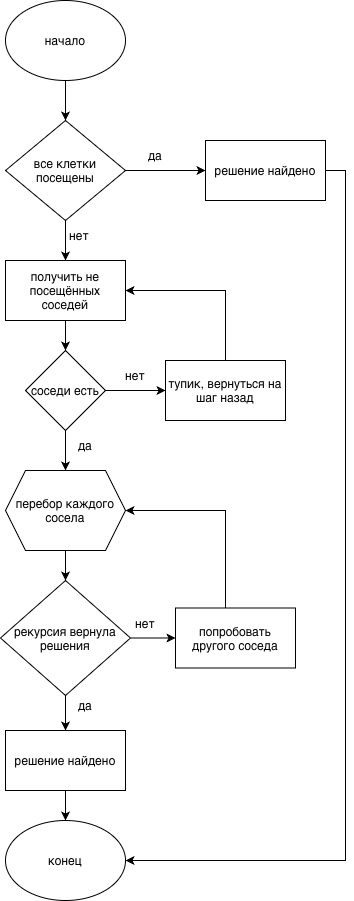 начало
все клетки
посещены
да
решение найдено
нет
получить не
посещённых
соседей
соседи есть
нет
тупик, вернуться на
шаг назад
да
перебор каждого
сосела
рекурсия вернула
решения
нет
попробовать
другого соседа
да
решение найдено
конец